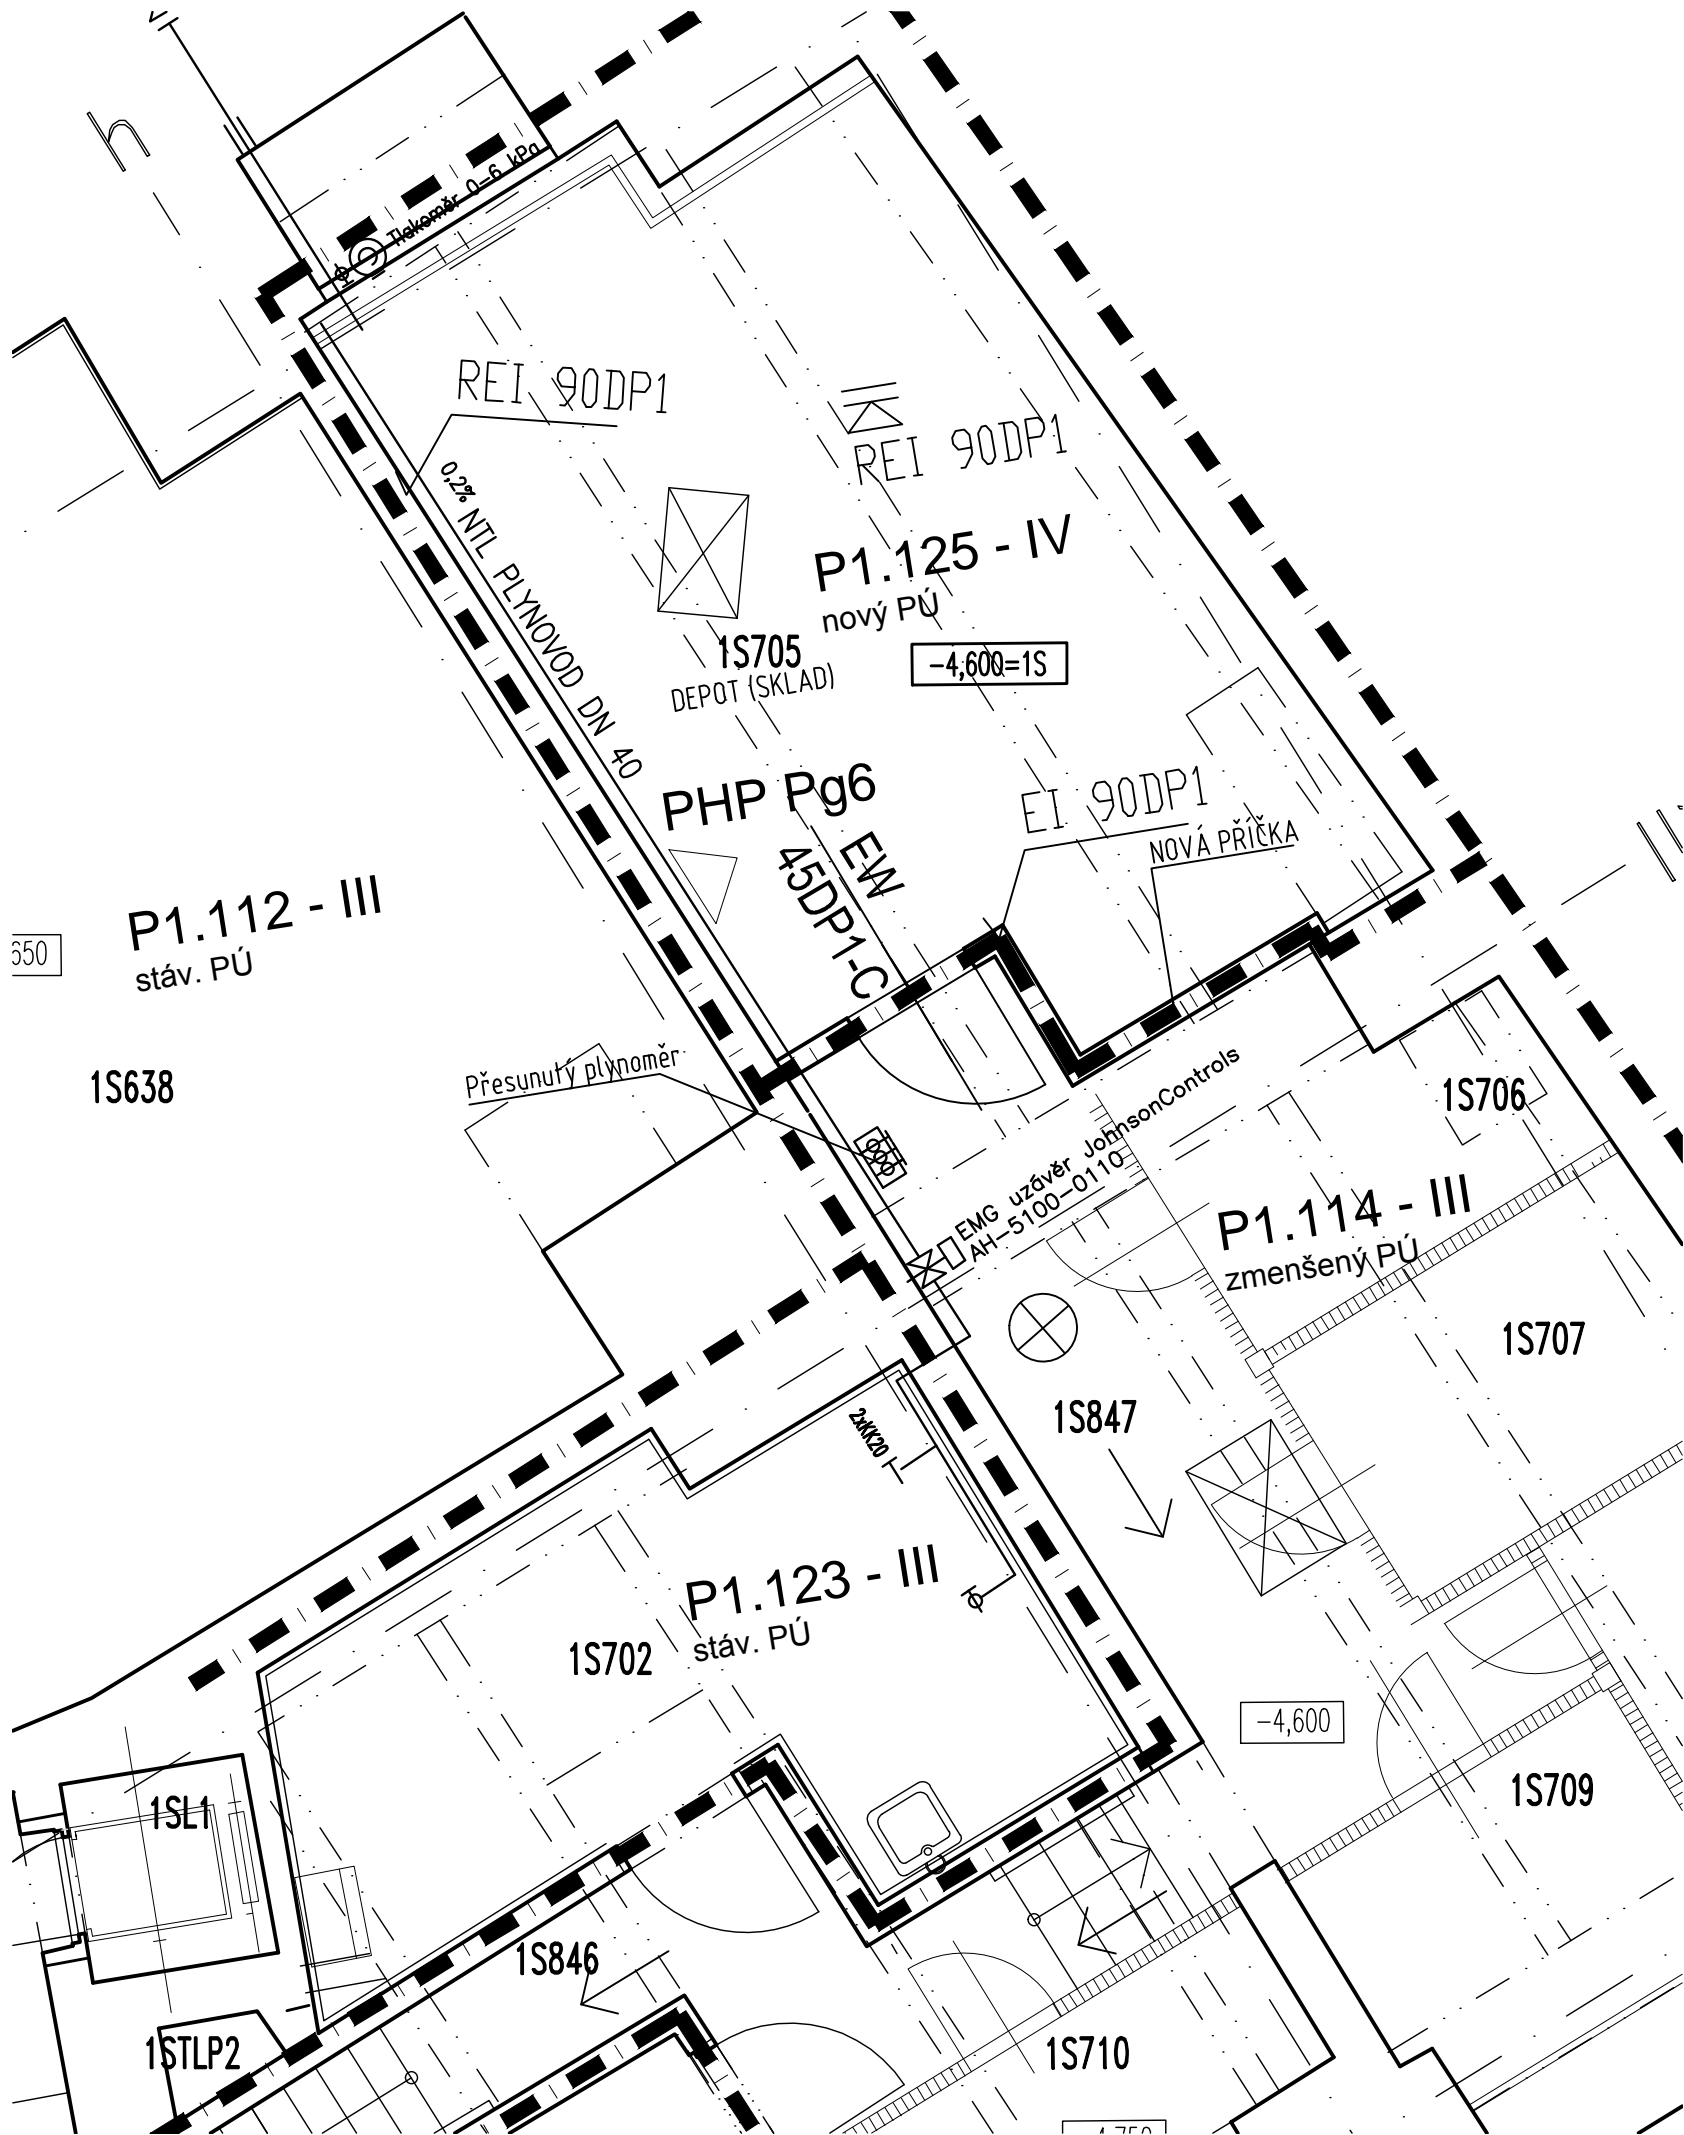 Tlakoměr 0-6 kPa
REI 90DP1
REI 90DP1
0,2% NTL PLYNOVOD DN 40
P1.125 - IV
nový PÚ
1S705
DEPOT (SKLAD)
-4,600=1S
PHP Pg6
EW
45DP1-C
EI 90DP1
NOVÁ PŘÍČKA
P1.112 - III
stáv. PÚ
650
1S638
Přesunutý plynoměr
1S706
EMG uzávěr JohnsonControls
AH-5100-0110
P1.114 - III
zmenšený PÚ
1S707
1S847
2xKK20
P1.123 - III
stáv. PÚ
1S702
-4,600
1S709
1SL1
1S846
1STLP2
1S710